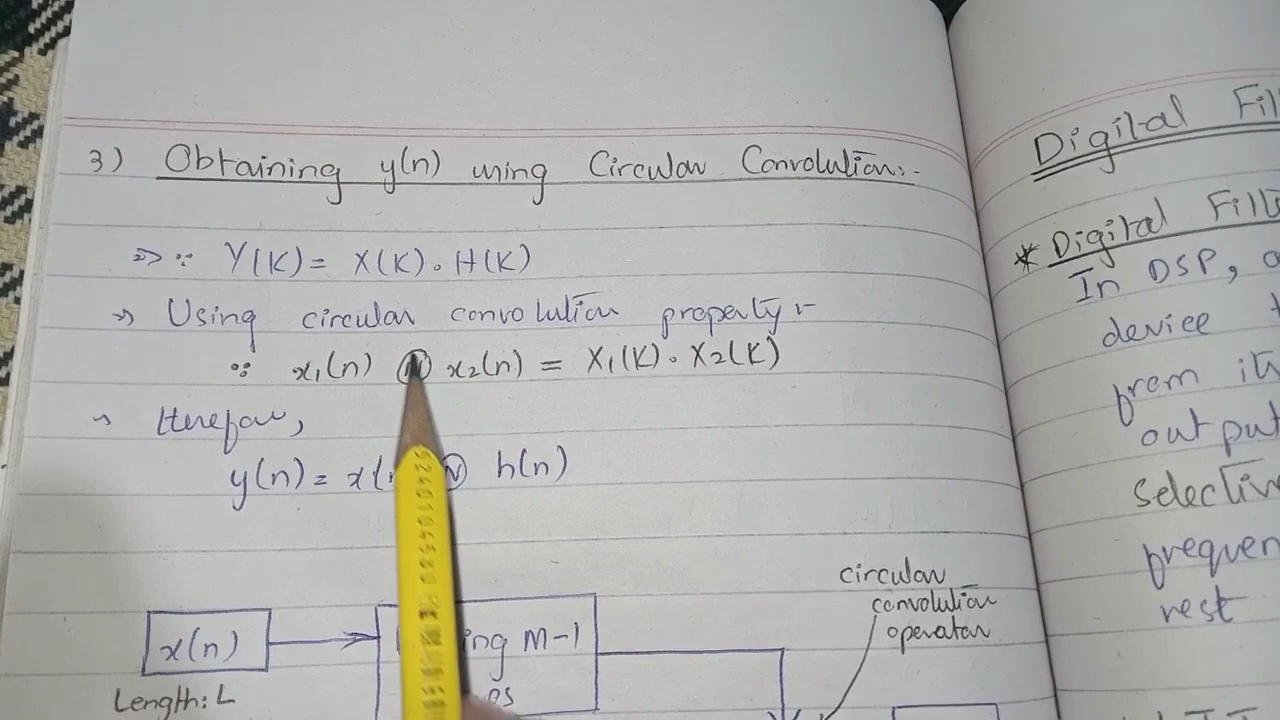 3) Obtaining y(n) using Circular Convolution:-
=>> ∵ Y(K) = X(K) . H(K)
→ Using circular convolution property -
∵ x₁(n) Ⓝ x₂(n) = X₁(K) . X₂(K)
→ Therefore,
y(n) = x( Ⓝ h(n)
x(n)
ing M-1
Length: L
circular
convolution
operator
Digital Fil
* Digital Filt
In DSP, a
device
from
output
Selectiv
frequen
rest